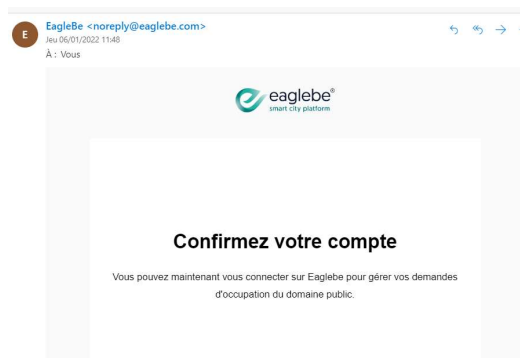 E
EagleBe <noreply@eaglebe.com>
Jeu 06/01/2022 11:48
À : Vous
eaglebe®
smart city platform
Confirmez votre compte
Vous pouvez maintenant vous connecter sur Eaglebe pour gérer vos demandes
d'occupation du domaine public.